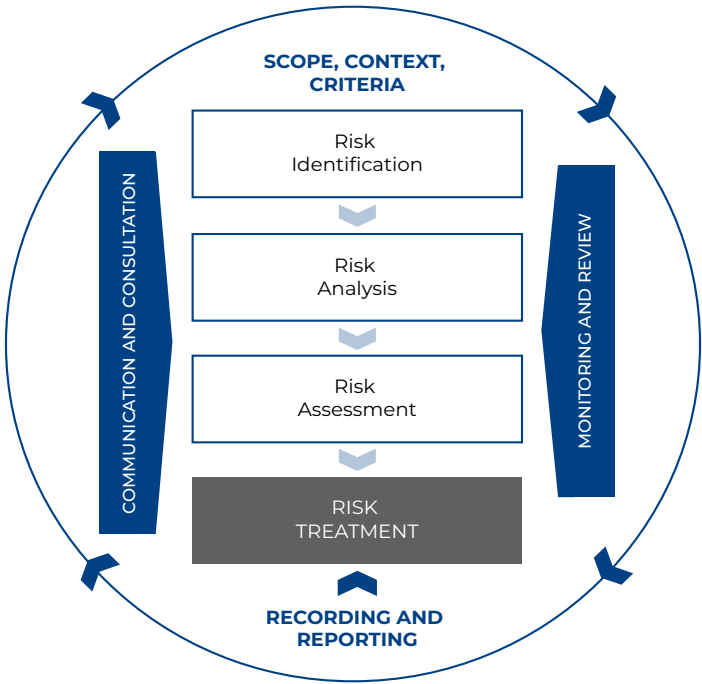 SCOPE, CONTEXT,
CRITERIA
Risk
Identification
Risk
Analysis
Risk
Assessment
RISK
TREATMENT
RECORDING AND
REPORTING
COMMUNICATION AND CONSULTATION
MONITORING AND REVIEW